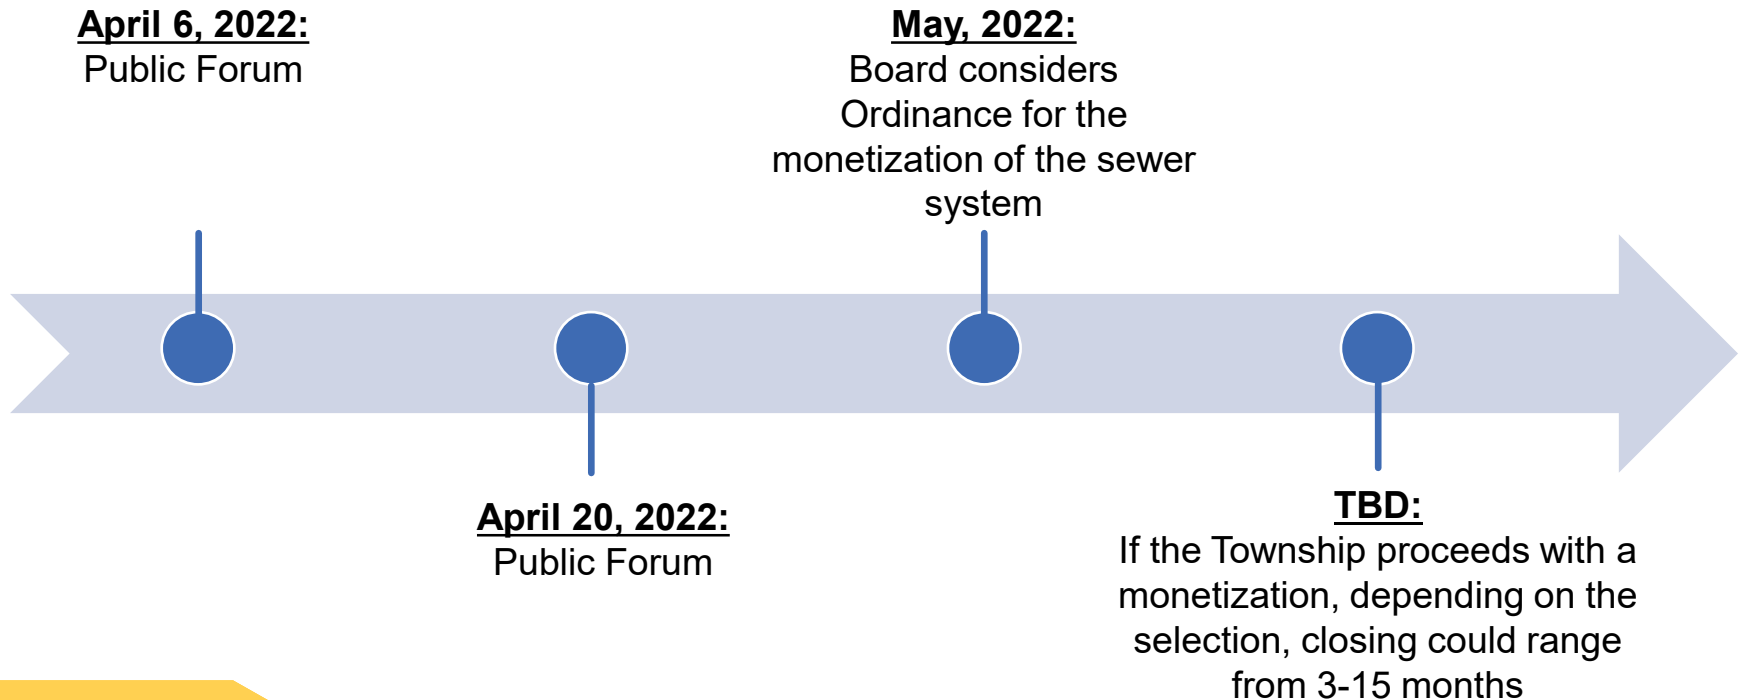 April 6, 2022:
Public Forum
April 20, 2022:
Public Forum
May, 2022:
Board considers
Ordinance for the
monetization of the sewer
system
TBD:
If the Township proceeds with a
monetization, depending on the
selection, closing could range
from 3-15 months